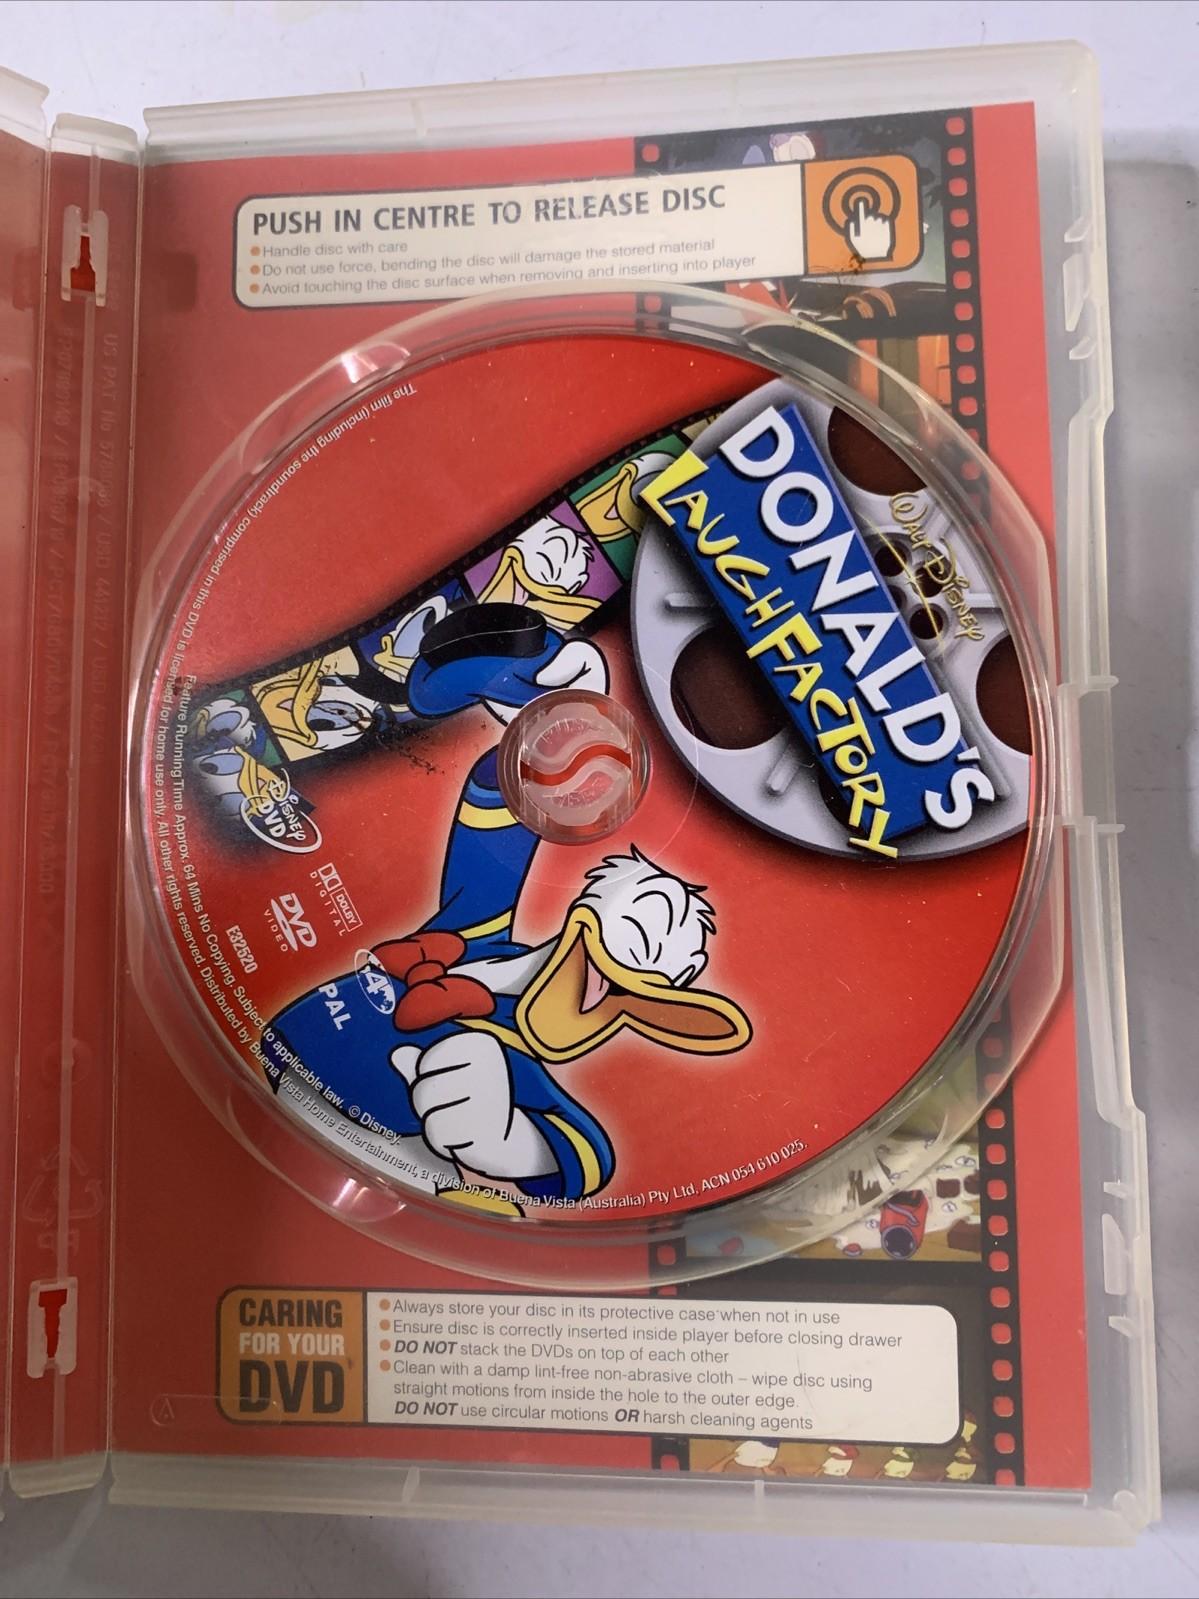 PUSH IN CENTRE TO RELEASE DISC
Handle disc with care
Do not use force, bending the disc will damage the stored material
Avoid touching the disc surface when removing and inserting into player
WALT DISNEY
DONALD'S
LAUGH FACTORY
DISNEY
DVD
DOLBY
DIGITAL
DVD
VIDEO
E32520
4
PAL
Feature Running Time Approx. 64 Mins No Copying. Subject to applicable law. © Disney.
The film (including the soundtrack) comprised in this DVD is licensed for home use only. All other rights reserved. Distributed by Buena Vista Home Entertainment, a division of Buena Vista (Australia) Pty Ltd, ACN 054 610 025.
CARING
FOR YOUR
DVD
Always store your disc in its protective case when not in use
Ensure disc is correctly inserted inside player before closing drawer
DO NOT stack the DVDs on top of each other
Clean with a damp lint-free non-abrasive cloth – wipe disc using
straight motions from inside the hole to the outer edge.
DO NOT use circular motions OR harsh cleaning agents